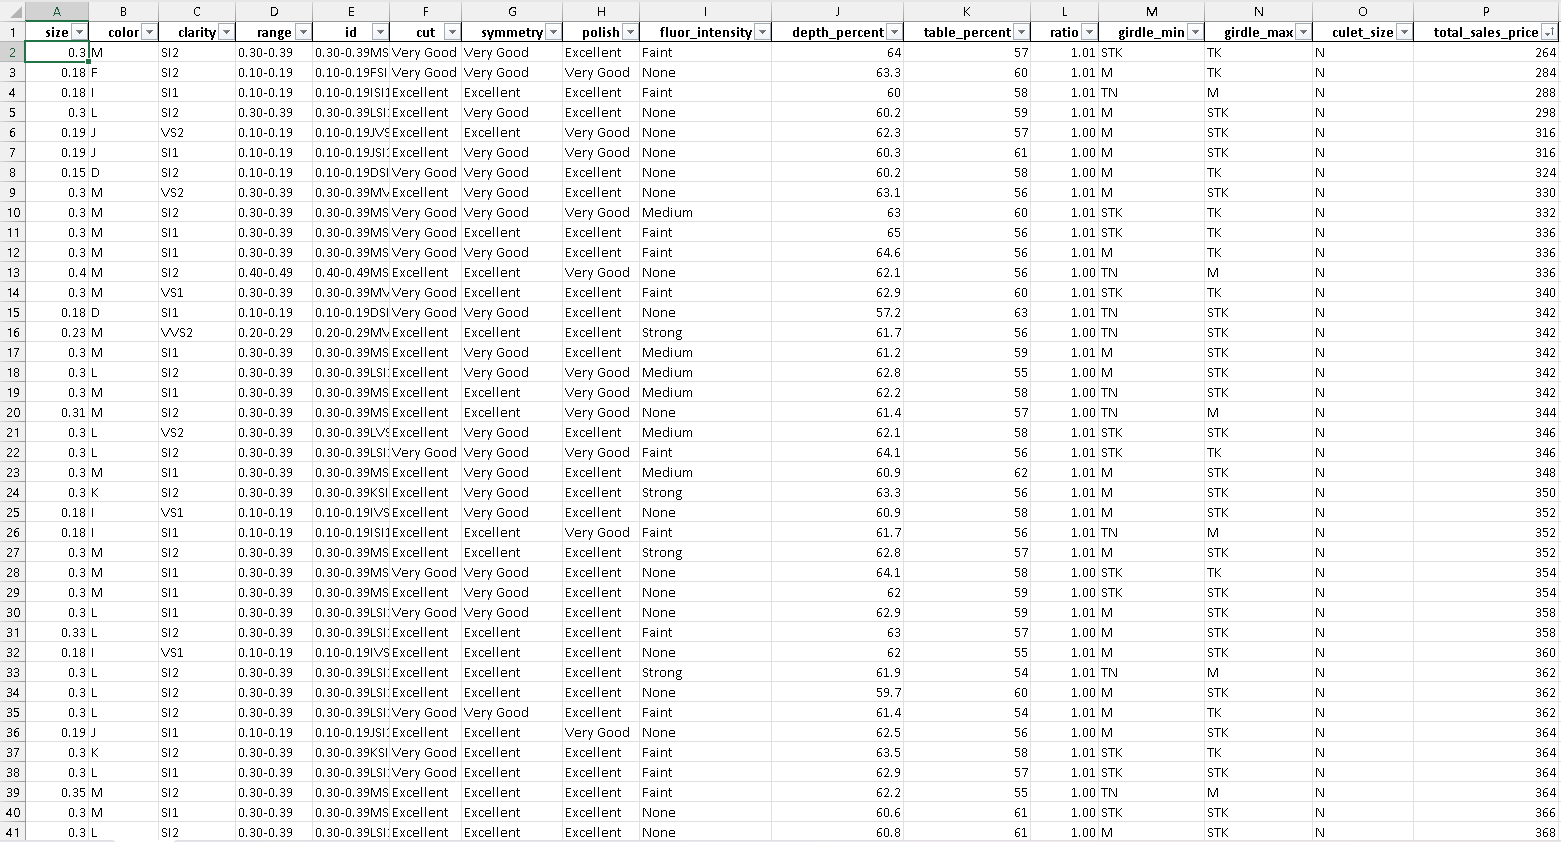 A B C D E F G H I J K L M N O P
1 size color clarity range id cut symmetry polish fluor_intensity depth_percent table_percent ratio girdle_min girdle_max culet_size total_sales_price
2 0.3 M SI2 0.30-0.39 0.30-0.39MS Very Good Very Good Excellent Faint 64 57 1.01 STK TK N 264
3 0.18 F SI2 0.10-0.19 0.10-0.19FSI Very Good Very Good Very Good None 63.3 60 1.01 M TK N 284
4 0.18 I SI1 0.10-0.19 0.10-0.19ISI1 Excellent Excellent Excellent Faint 60 58 1.01 TN M N 288
5 0.3 L SI2 0.30-0.39 0.30-0.39LSI Excellent Very Good Excellent None 60.2 59 1.01 M STK N 298
6 0.19 J VS2 0.10-0.19 0.10-0.19JVS Excellent Excellent Very Good None 62.3 57 1.00 M STK N 316
7 0.19 J SI1 0.10-0.19 0.10-0.19JSI Excellent Very Good Very Good None 60.3 61 1.00 M STK N 316
8 0.15 D SI2 0.10-0.19 0.10-0.19DSI Very Good Very Good Excellent None 60.2 58 1.00 M TK N 324
9 0.3 M VS2 0.30-0.39 0.30-0.39MV Excellent Very Good Excellent None 63.1 56 1.01 M STK N 330
10 0.3 M SI2 0.30-0.39 0.30-0.39MS Very Good Very Good Very Good Medium 63 60 1.01 STK TK N 332
11 0.3 M SI1 0.30-0.39 0.30-0.39MS Very Good Excellent Excellent Faint 65 56 1.01 STK TK N 336
12 0.3 M SI1 0.30-0.39 0.30-0.39MS Very Good Very Good Excellent Faint 64.6 56 1.01 M TK N 336
13 0.4 M SI2 0.40-0.49 0.40-0.49MS Excellent Excellent Very Good None 62.1 56 1.00 TN M N 336
14 0.3 M VS1 0.30-0.39 0.30-0.39MV Very Good Excellent Excellent Faint 62.9 60 1.01 STK TK N 340
15 0.18 D SI1 0.10-0.19 0.10-0.19DSI Very Good Very Good Excellent None 57.2 63 1.01 TN STK N 342
16 0.23 M VVS2 0.20-0.29 0.20-0.29MV Excellent Excellent Excellent Strong 61.7 56 1.00 TN STK N 342
17 0.3 M SI1 0.30-0.39 0.30-0.39MS Excellent Very Good Excellent Medium 61.2 59 1.01 M STK N 342
18 0.3 L SI2 0.30-0.39 0.30-0.39LSI Excellent Very Good Very Good Medium 62.8 55 1.00 M STK N 342
19 0.3 M SI1 0.30-0.39 0.30-0.39MS Excellent Excellent Very Good Medium 62.2 58 1.00 TN STK N 342
20 0.31 M SI2 0.30-0.39 0.30-0.39MS Excellent Excellent Very Good None 61.4 57 1.00 TN M N 344
21 0.3 L VS2 0.30-0.39 0.30-0.39LVS Excellent Very Good Excellent Medium 62.1 58 1.01 STK STK N 346
22 0.3 L SI2 0.30-0.39 0.30-0.39LSI Very Good Very Good Very Good Faint 64.1 56 1.01 STK TK N 346
23 0.3 M SI1 0.30-0.39 0.30-0.39MS Excellent Very Good Excellent Medium 60.9 62 1.01 M STK N 348
24 0.3 K SI2 0.30-0.39 0.30-0.39KSI Excellent Very Good Excellent Strong 63.3 56 1.01 M STK N 350
25 0.18 I VS1 0.10-0.19 0.10-0.19IVS Excellent Very Good Excellent None 60.9 58 1.01 M STK N 352
26 0.18 I SI1 0.10-0.19 0.10-0.19ISI1 Excellent Excellent Very Good Faint 61.7 56 1.01 TN M N 352
27 0.3 M SI2 0.30-0.39 0.30-0.39MS Excellent Excellent Excellent Strong 62.8 57 1.01 M STK N 352
28 0.3 M SI1 0.30-0.39 0.30-0.39MS Very Good Very Good Excellent None 64.1 58 1.00 STK TK N 354
29 0.3 M SI1 0.30-0.39 0.30-0.39MS Excellent Very Good Excellent None 62 59 1.00 STK STK N 354
30 0.3 L SI1 0.30-0.39 0.30-0.39LSI Very Good Very Good Excellent None 62.9 59 1.01 M STK N 358
31 0.33 L SI2 0.30-0.39 0.30-0.39LSI Excellent Excellent Excellent Faint 63 57 1.00 M STK N 358
32 0.18 I VS1 0.10-0.19 0.10-0.19IVS Excellent Excellent Excellent None 62 55 1.01 M STK N 360
33 0.3 L SI2 0.30-0.39 0.30-0.39LSI Excellent Excellent Excellent Strong 61.9 54 1.01 TN M N 362
34 0.3 L SI2 0.30-0.39 0.30-0.39LSI Excellent Excellent Excellent None 59.7 60 1.00 M STK N 362
35 0.3 L SI2 0.30-0.39 0.30-0.39LSI Very Good Very Good Excellent Faint 61.4 54 1.01 M TK N 362
36 0.19 J SI1 0.10-0.19 0.10-0.19JSI Excellent Excellent Very Good None 62.5 56 1.00 M STK N 364
37 0.3 K SI2 0.30-0.39 0.30-0.39KSI Very Good Excellent Excellent Faint 63.5 58 1.01 STK TK N 364
38 0.3 L SI1 0.30-0.39 0.30-0.39LSI Very Good Excellent Excellent Faint 62.9 57 1.01 STK STK N 364
39 0.35 M SI2 0.30-0.39 0.30-0.39MS Excellent Excellent Excellent Faint 62.2 55 1.00 TN M N 364
40 0.3 M SI1 0.30-0.39 0.30-0.39MS Excellent Excellent Excellent None 60.6 61 1.00 STK STK N 366
41 0.3 L SI2 0.30-0.39 0.30-0.39LSI Excellent Excellent Excellent None 60.8 61 1.00 M STK N 368